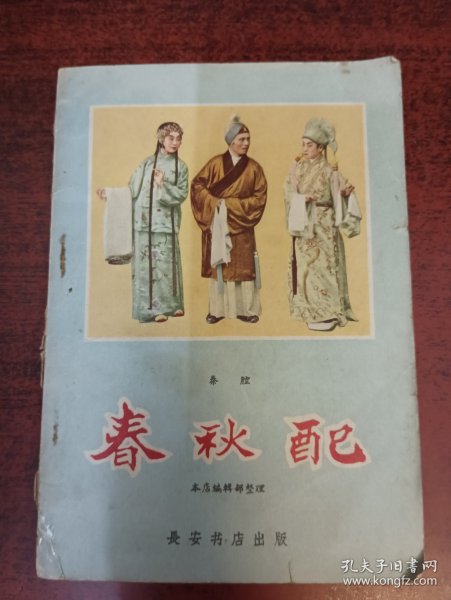 秦腔
春秋配
本店編輯部整理
長安书店出版
孔夫子旧书网
www.kongfz.com